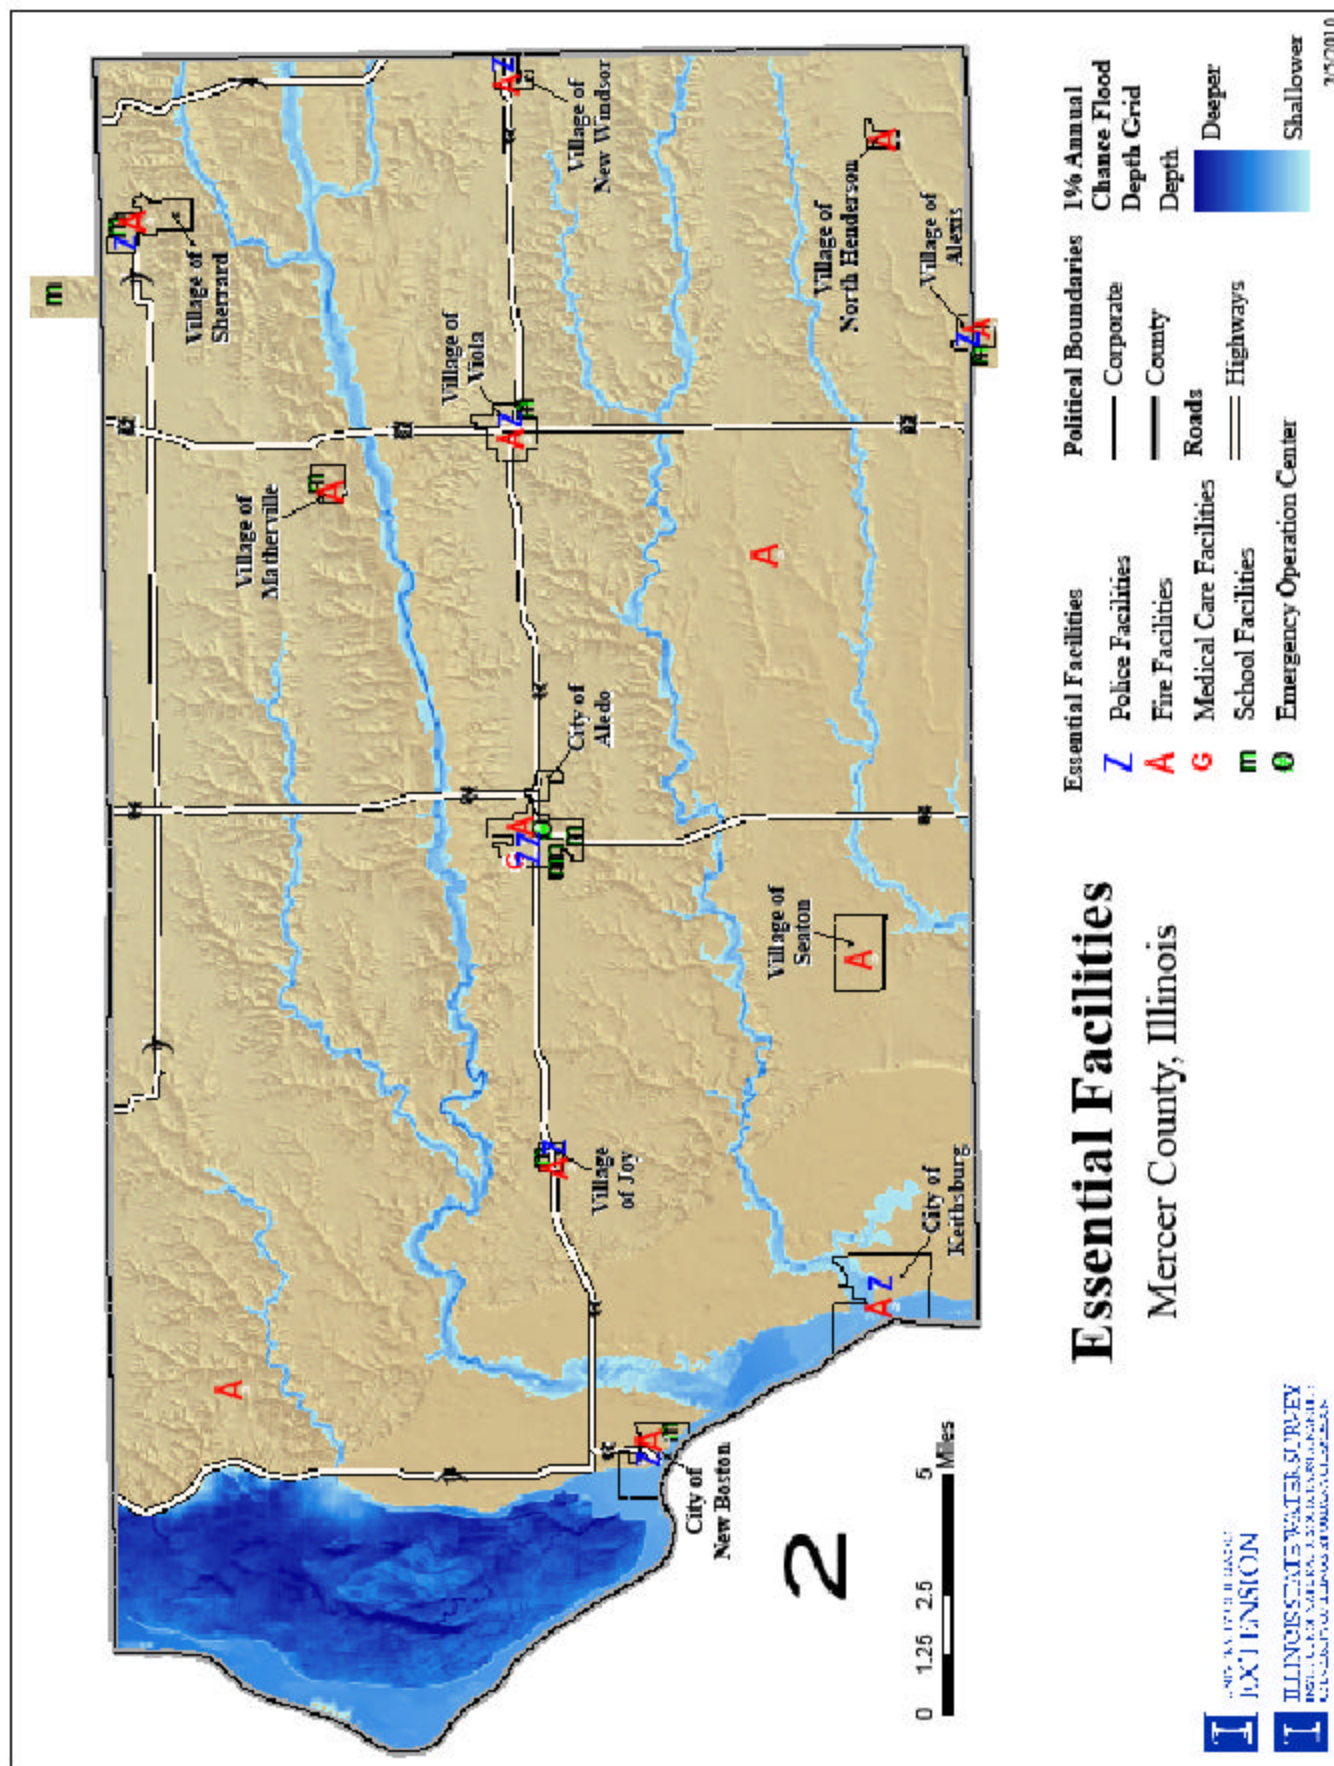 Village of
Sherrard
Village of
Matherville
Village of
Viola
Village of
New Windsor
City of
Aledo
Village
of Joy
Village of
North Henderson
Village of
Alexis
Village of
Seaton
City of
Keithsburg
City of
New Boston
2
0 1.25 2.5 5
Miles
Essential Facilities
Mercer County, Illinois
Essential Facilities
Z Police Facilities
A Fire Facilities
G Medical Care Facilities
m School Facilities
Emergency Operation Center
Political Boundaries
Corporate
County
Roads
Highways
1% Annual
Chance Flood
Depth Grid
Depth
Deeper
Shallower
2/5/2010
EXTENSION
ILLINOIS STATE WATER SURVEY